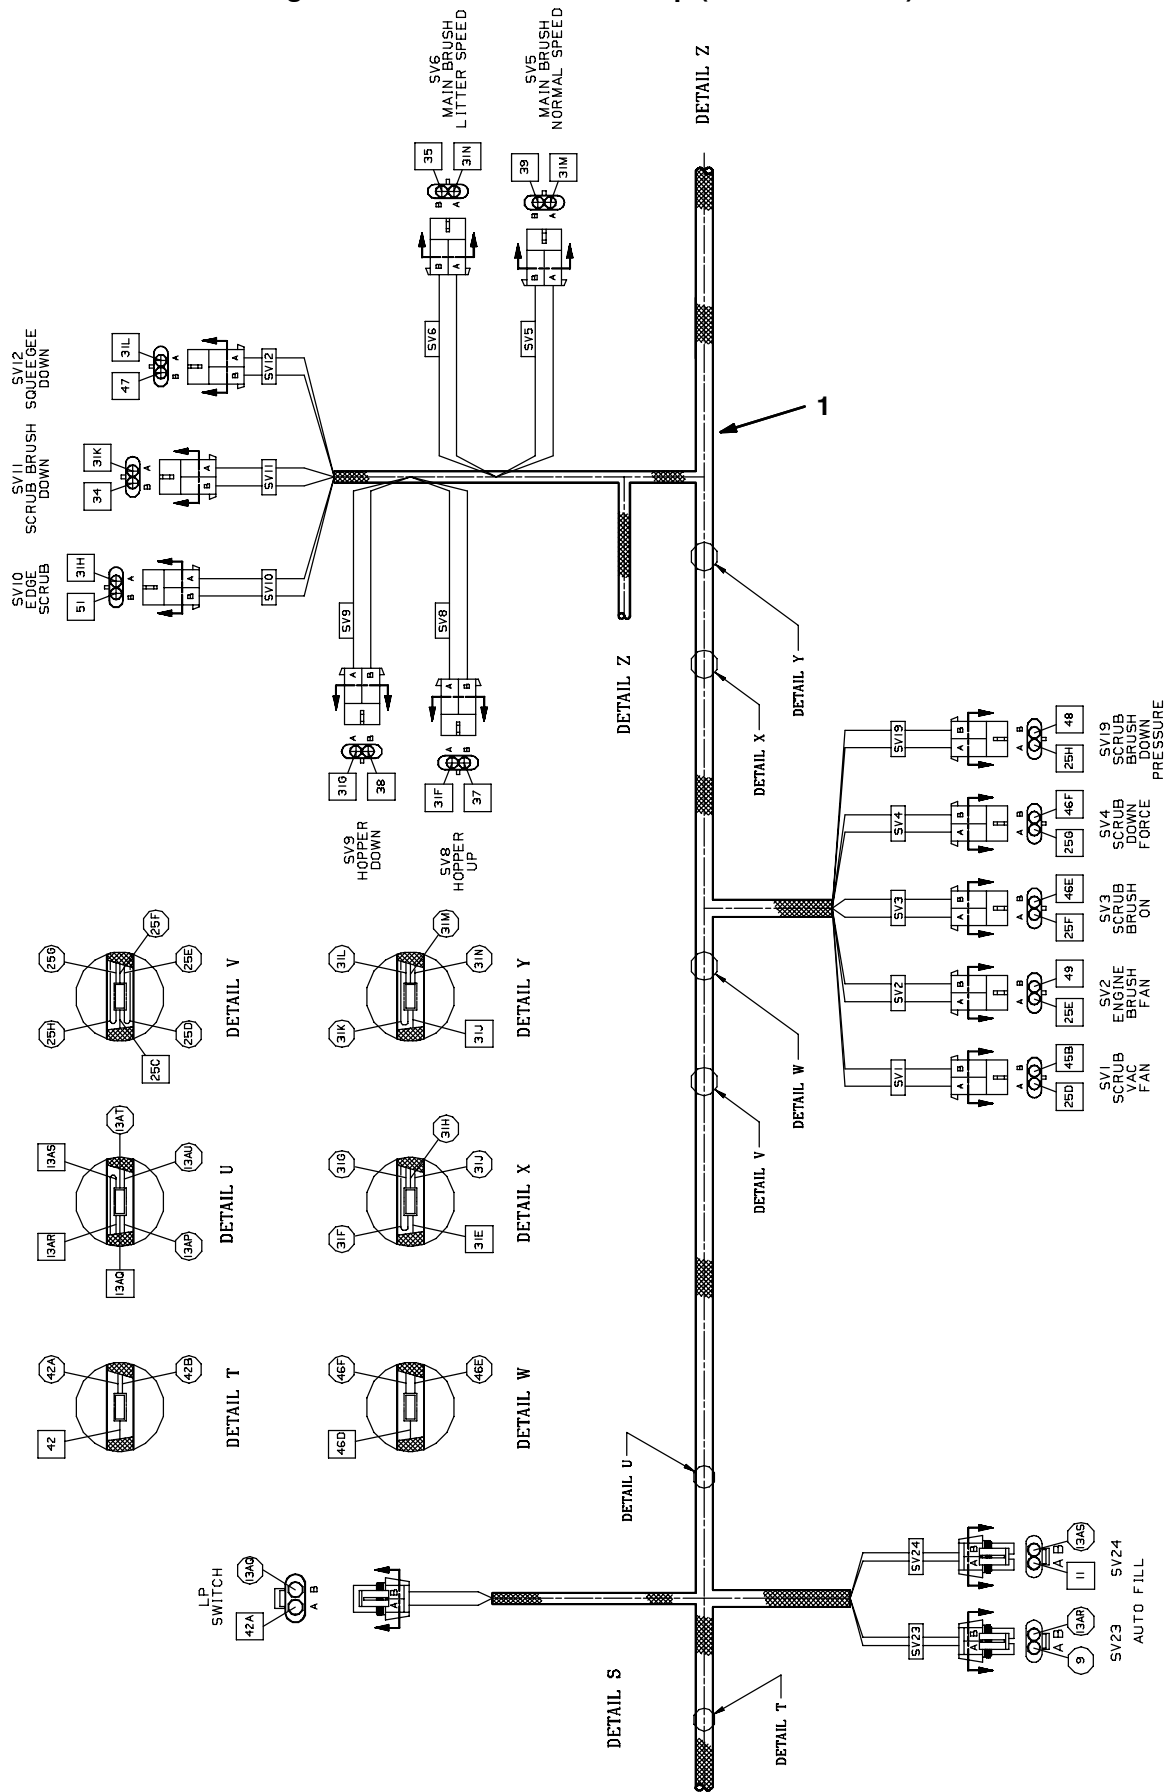 SV6
MAIN BRUSH
LITTER SPEED
35
31N
B
A
B
A
SV6
SV5
MAIN BRUSH
NORMAL SPEED
39
31M
B
A
B
A
SV5
DETAIL Z
SV12
SQUEEGEE
DOWN
31L
47
A
B
A
B
SV12
SV11
SCRUB BRUSH
DOWN
31K
34
A
B
A
B
SV11
SV10
EDGE
SCRUB
31H
51
A
B
A
B
SV10
1
SV9
A
B
A
B
31G
38
SV9
HOPPER
DOWN
SV8
A
B
A
B
31F
37
SV8
HOPPER
UP
DETAIL Z
DETAIL Y
DETAIL X
SV19
A
B
A
B
25H
48
SV19
SCRUB
BRUSH
DOWN
PRESSURE
SV4
A
B
A
B
25G
46F
SV4
SCRUB
DOWN
FORCE
SV3
A
B
A
B
25F
46E
SV3
SCRUB
BRUSH
ON
SV2
A
B
A
B
25E
49
SV2
ENGINE
BRUSH
FAN
SV1
A
B
A
B
25D
45B
SV1
SCRUB
VAC
FAN
DETAIL W
DETAIL V
25G
25F
25E
25H
25D
25C
DETAIL V
31L
31M
31N
31K
31J
DETAIL Y
13AS
13AT
13AU
13AR
13AP
13AQ
DETAIL U
31G
31H
31J
31F
31E
DETAIL X
42A
42B
42
DETAIL T
46F
46E
46D
DETAIL W
DETAIL U
LP
SWITCH
42A
13AQ
A
B
A
B
DETAIL S
DETAIL T
SV24
A
B
A
B
11
13AS
SV24
SV23
A
B
A
B
9
13AR
SV23
AUTO FILL